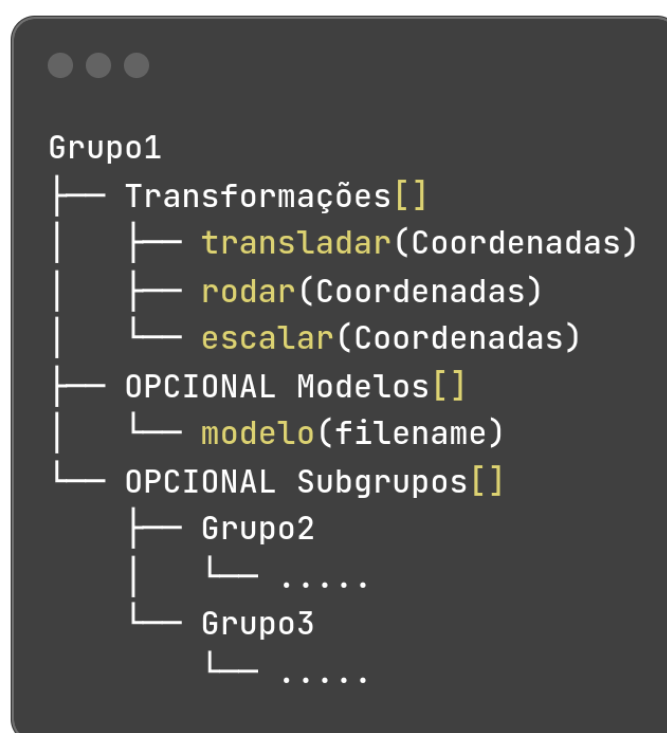 Grupo1
├── Transformações[]
│   ├── transladar(Coordenadas)
│   ├── rodar(Coordenadas)
│   └── escalar(Coordenadas)
├── OPCIONAL Modelos[]
│   └── modelo(filename)
└── OPCIONAL Subgrupos[]
    ├── Grupo2
    │   └── .....
    └── Grupo3
        └── .....